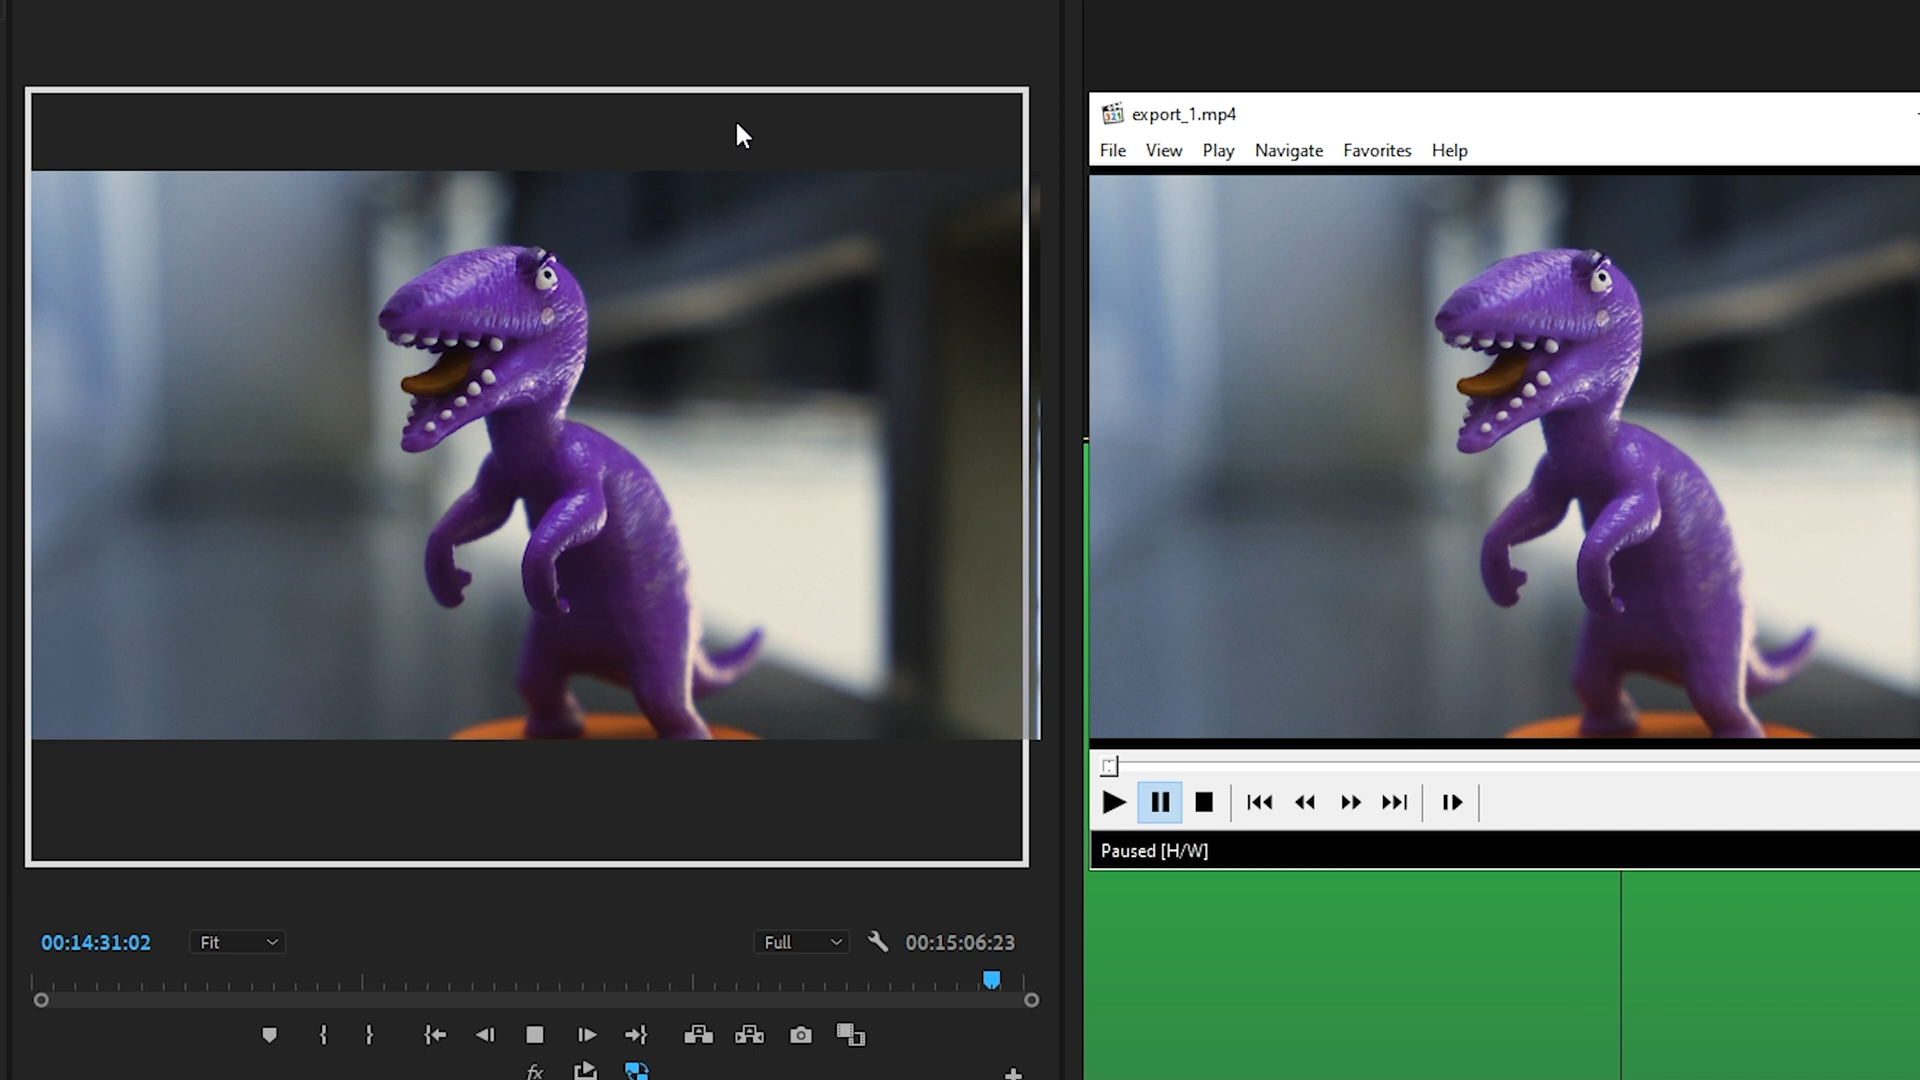 export_1.mp4
File View Play Navigate Favorites Help
Paused [H/W]
00:14:31:02 Fit Full 00:15:06:23
fx